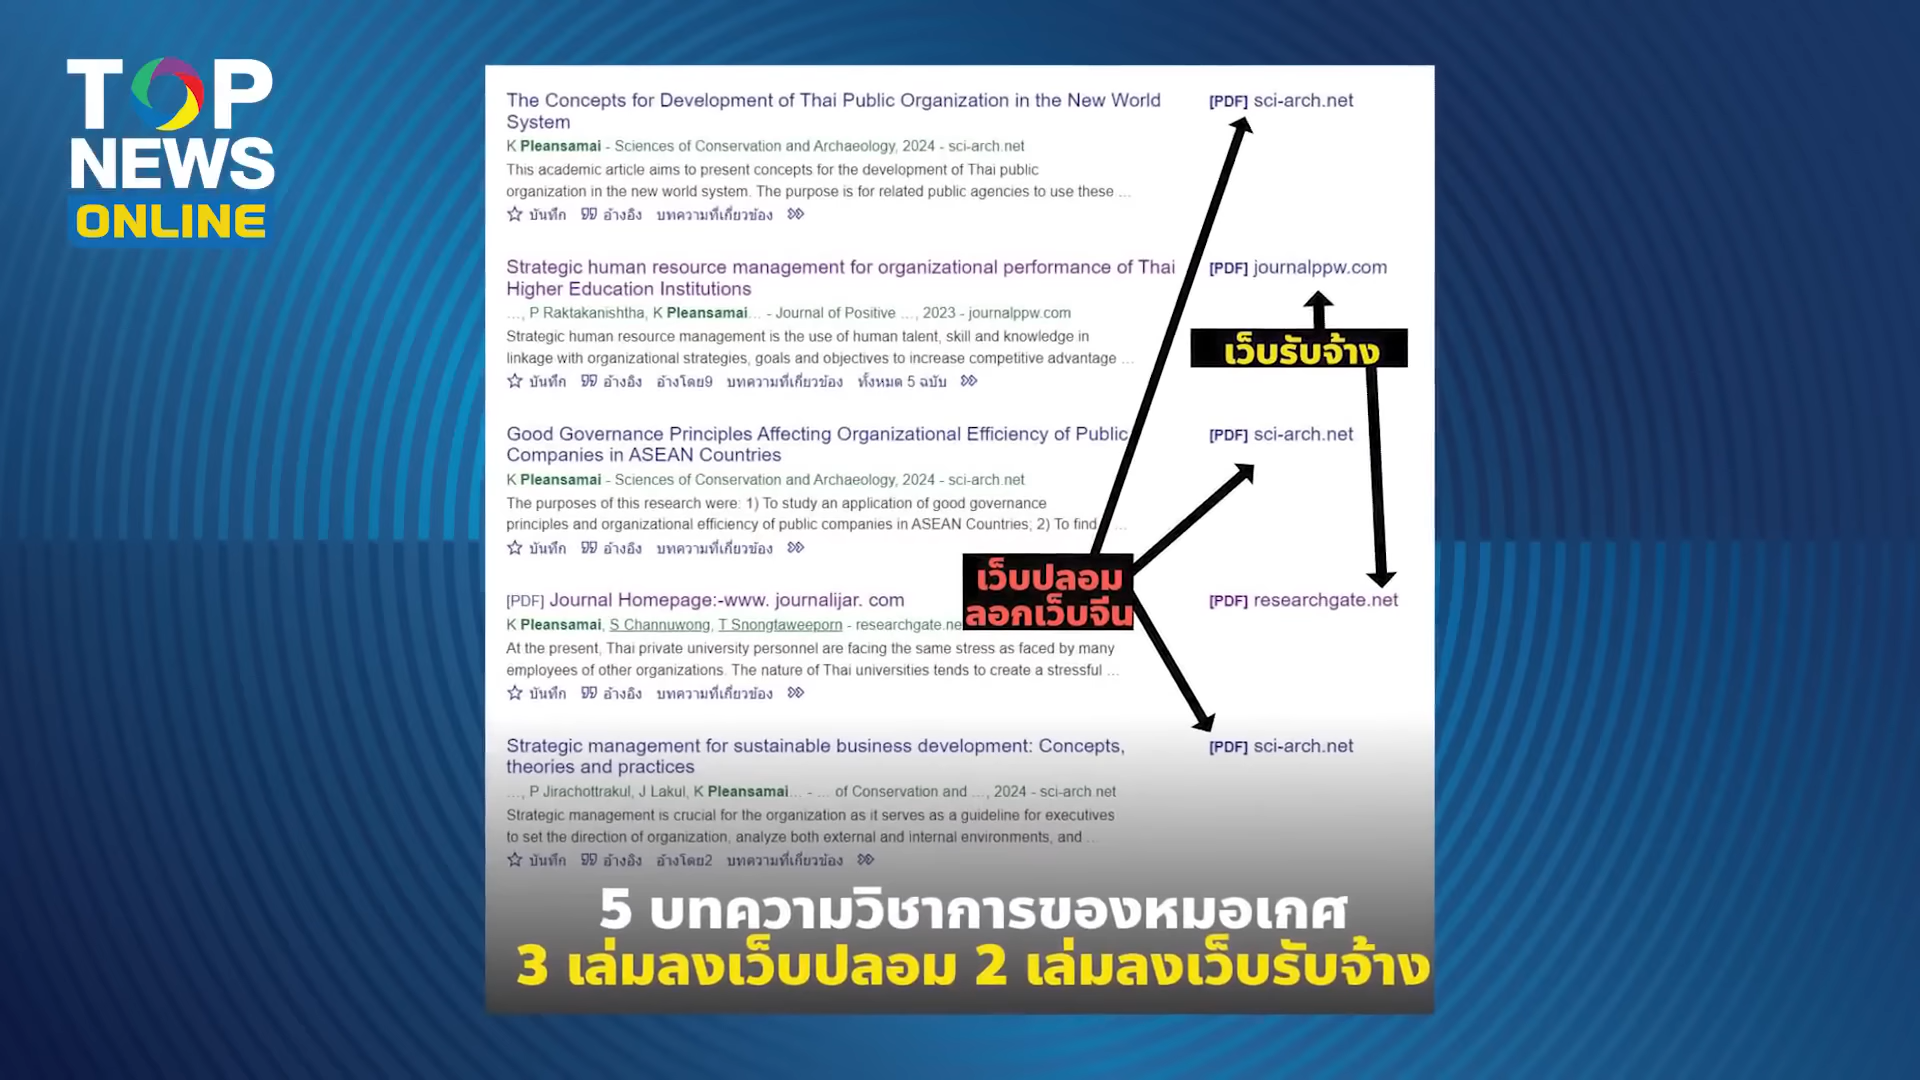 TOP
NEWS
ONLINE
The Concepts for Development of Thai Public Organization in the New World
System
[PDF] sci-arch.net
K Pleansamai - Sciences of Conservation and Archaeology, 2024 - sci-arch.net
This academic article aims to present concepts for the development of Thai public
organization in the new world system. The purpose is for related public agencies to use these ...
บันทึก อ้างอิง บทความที่เกี่ยวข้อง
Strategic human resource management for organizational performance of Thai
Higher Education Institutions
[PDF] journalppw.com
..., P Raktakanishtha, K Pleansamai... - Journal of Positive ..., 2023 - journalppw.com
Strategic human resource management is the use of human talent, skill and knowledge in
linkage with organizational strategies, goals and objectives to increase competitive advantage ...
บันทึก อ้างอิง อ้างโดย9 บทความที่เกี่ยวข้อง ทั้งหมด 5 ฉบับ
เว็บรับจ้าง
Good Governance Principles Affecting Organizational Efficiency of Public
Companies in ASEAN Countries
[PDF] sci-arch.net
K Pleansamai - Sciences of Conservation and Archaeology, 2024 - sci-arch.net
The purposes of this research were: 1) To study an application of good governance
principles and organizational efficiency of public companies in ASEAN Countries; 2) To find ...
บันทึก อ้างอิง บทความที่เกี่ยวข้อง
เว็บปลอม
ลอกเว็บจีน
[PDF] Journal Homepage:-www. journalijar. com
[PDF] researchgate.net
K Pleansamai, S Channuwong, T Snongtaweeporn - researchgate.ne
At the present, Thai private university personnel are facing the same stress as faced by many
employees of other organizations. The nature of Thai universities tends to create a stressful ...
บันทึก อ้างอิง บทความที่เกี่ยวข้อง
Strategic management for sustainable business development: Concepts,
theories and practices
[PDF] sci-arch.net
..., P Jirachottrakul, J Lakul, K Pleansamai... - ... of Conservation and ..., 2024 - sci-arch.net
Strategic management is crucial for the organization as it serves as a guideline for executives
to set the direction of organization, analyze both external and internal environments, and ...
บันทึก อ้างอิง อ้างโดย2 บทความที่เกี่ยวข้อง
5 บทความวิชาการของหมอเกศ
3 เล่มลงเว็บปลอม 2 เล่มลงเว็บรับจ้าง